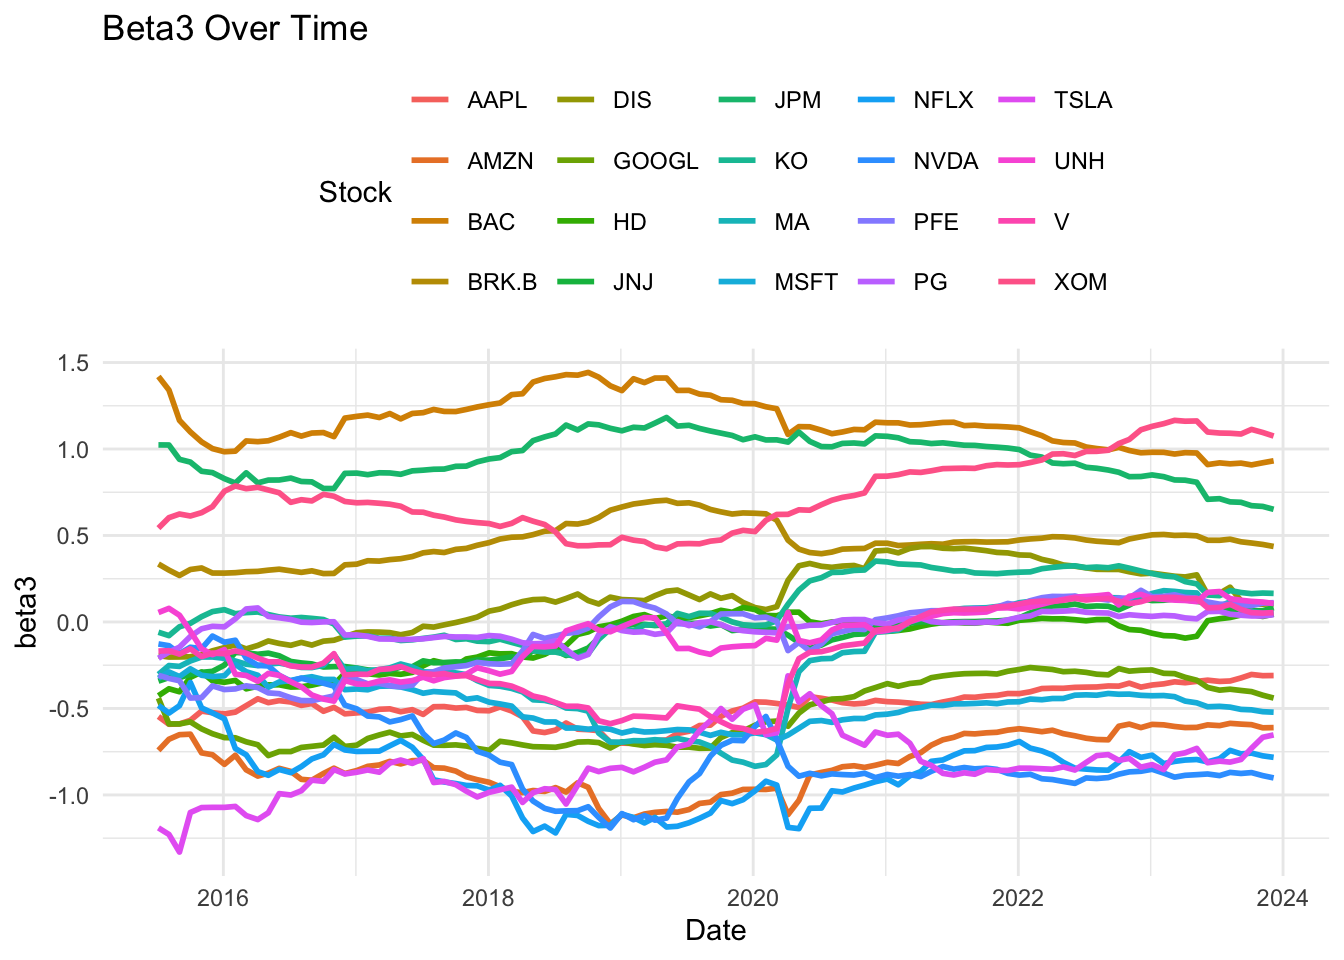 Beta3 Over Time
AAPL DIS JPM NFLX TSLA
AMZN GOOGL KO NVDA UNH
Stock
BAC HD MA PFE V
BRK.B JNJ MSFT PG XOM
1.5
1.0
0.5
0.0
-0.5
-1.0
beta3
2016 2018 2020 2022 2024
Date